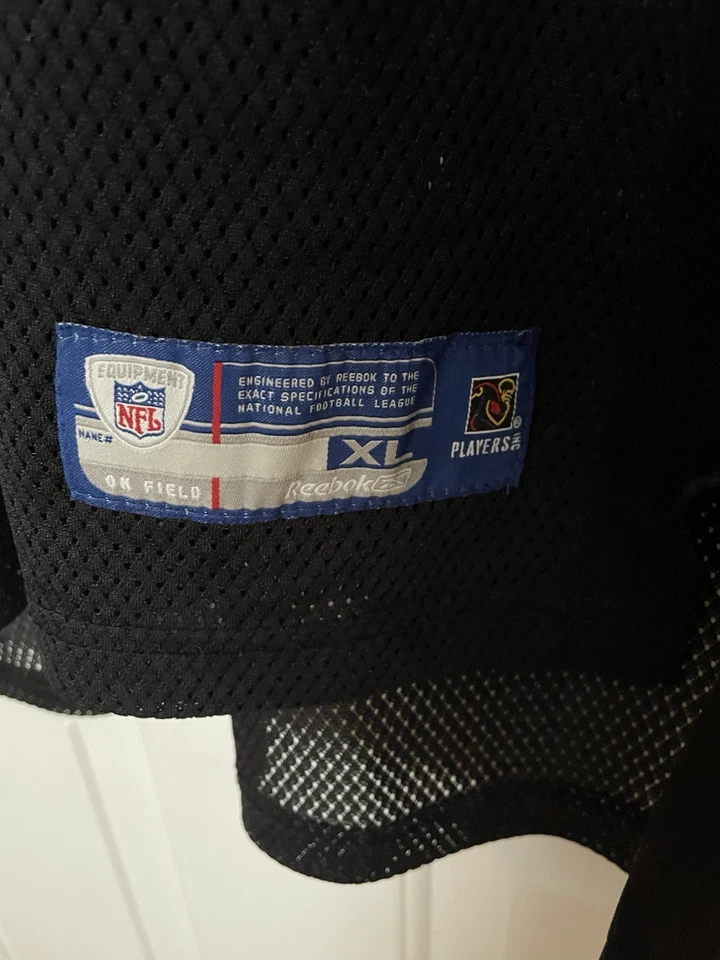 EQUIPMENT
NFL
ENGINEERED BY REEBOK TO THE
EXACT SPECIFICATIONS OF THE
NATIONAL FOOTBALL LEAGUE
NAME#
XL
ON FIELD
Reebok
PLAYERS INC ®